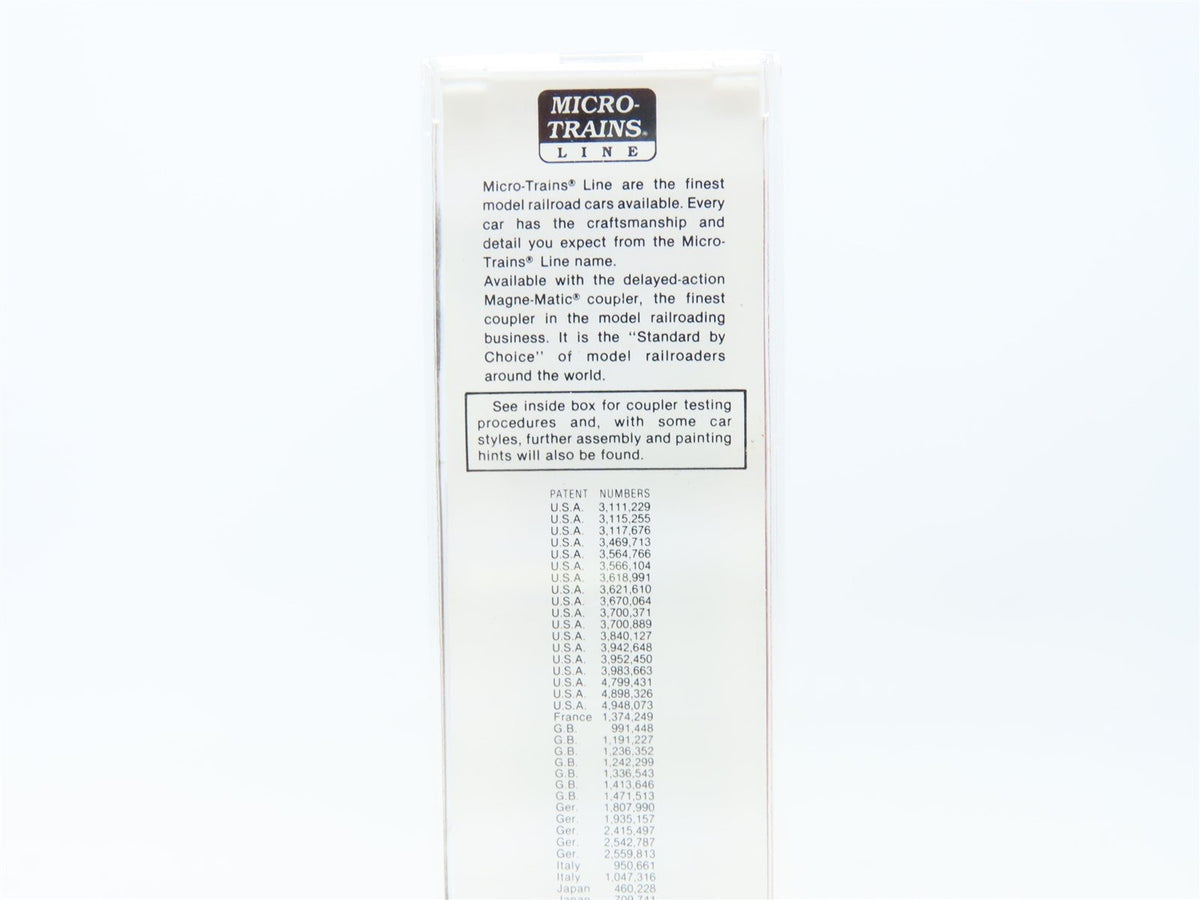 MICRO-
TRAINS®
LINE
Micro-Trains® Line are the finest
model railroad cars available. Every
car has the craftsmanship and
detail you expect from the Micro-
Trains® Line name.
Available with the delayed-action
Magne-Matic® coupler, the finest
coupler in the model railroading
business. It is the "Standard by
Choice" of model railroaders
around the world.
See inside box for coupler testing
procedures and, with some car
styles, further assembly and painting
hints will also be found.
PATENT NUMBERS
U.S.A. 3,111,229
U.S.A. 3,115,255
U.S.A. 3,117,676
U.S.A. 3,469,713
U.S.A. 3,564,766
U.S.A. 3,566,104
U.S.A. 3,618,991
U.S.A. 3,621,610
U.S.A. 3,670,064
U.S.A. 3,700,371
U.S.A. 3,700,889
U.S.A. 3,840,127
U.S.A. 3,942,648
U.S.A. 3,952,450
U.S.A. 3,983,663
U.S.A. 4,799,431
U.S.A. 4,898,326
U.S.A. 4,948,073
France 1,374,249
G.B. 991,448
G.B. 1,191,227
G.B. 1,236,352
G.B. 1,242,299
G.B. 1,336,543
G.B. 1,413,646
G.B. 1,471,513
Ger. 1,807,990
Ger. 1,935,157
Ger. 2,415,497
Ger. 2,542,787
Ger. 2,559,813
Italy 950,661
Italy 1,047,316
Japan 460,228
Japan